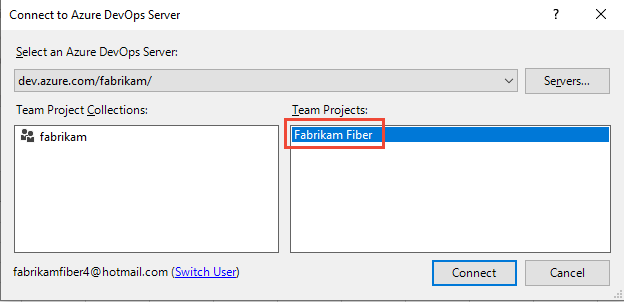 Connect to Azure DevOps Server
?
Select an Azure DevOps Server:
dev.azure.com/fabrikam/
Servers...
Team Project Collections:
Team Projects:
fabrikam
Fabrikam Fiber
fabrikamfiber4@hotmail.com (Switch User)
Connect
Cancel